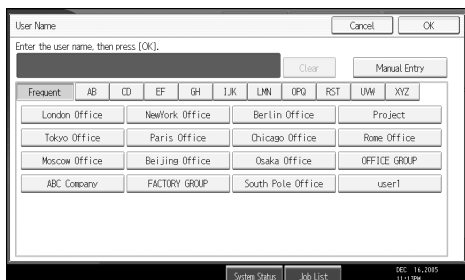 User Name
Cancel
OK
Enter the user name, then press [OK].
Clear
Manual Entry
Frequent AB CD EF GH IJK LMN OPQ RST UVW XYZ
London Office NewYork Office Berlin Office Project
Tokyo Office Paris Office Chicago Office Rome Office
Moscow Office Beijing Office Osaka Office OFFICE GROUP
ABC Company FACTORY GROUP South Pole Office user1
System Status Job List DEC 16,2005
11:13PM